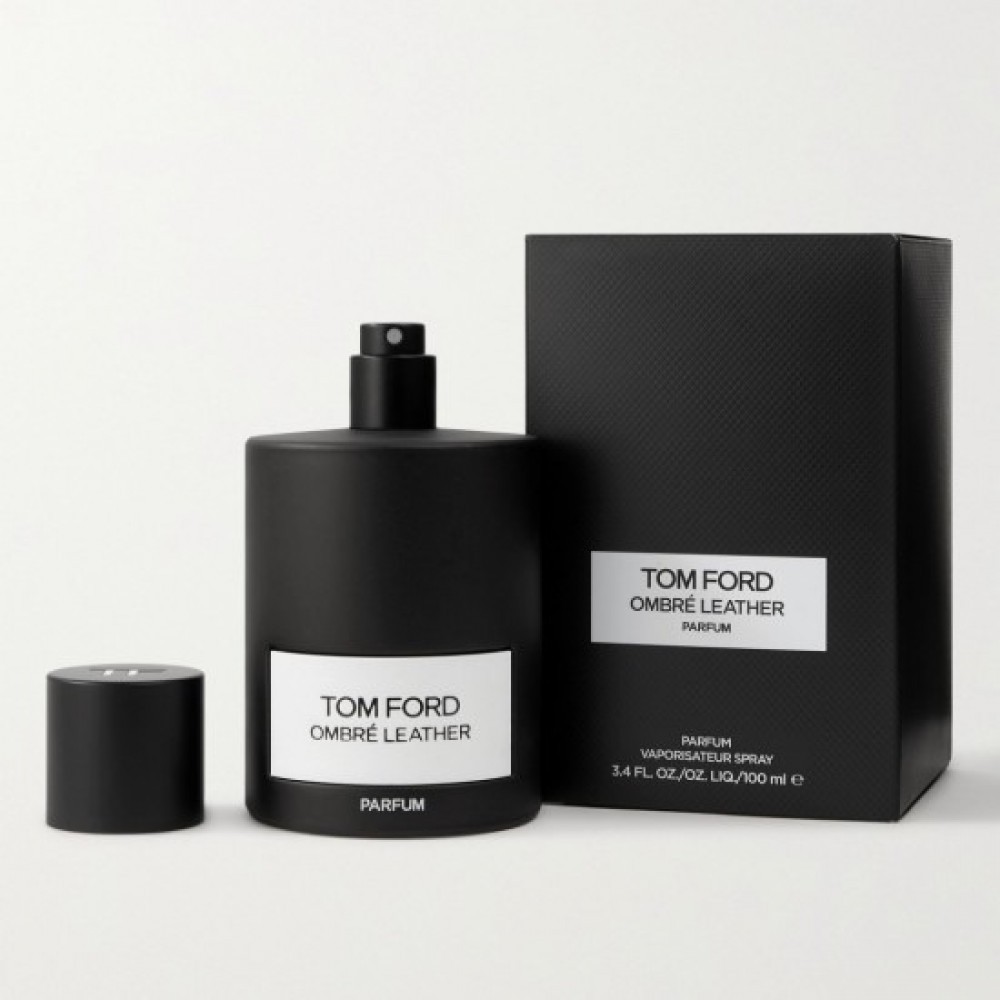 TOM FORD
OMBRÉ LEATHER
PARFUM
TOM FORD
OMBRÉ LEATHER
PARFUM
PARFUM
VAPORISATEUR SPRAY
3.4 FL. OZ./OZ. LIQ./100 ml ℮